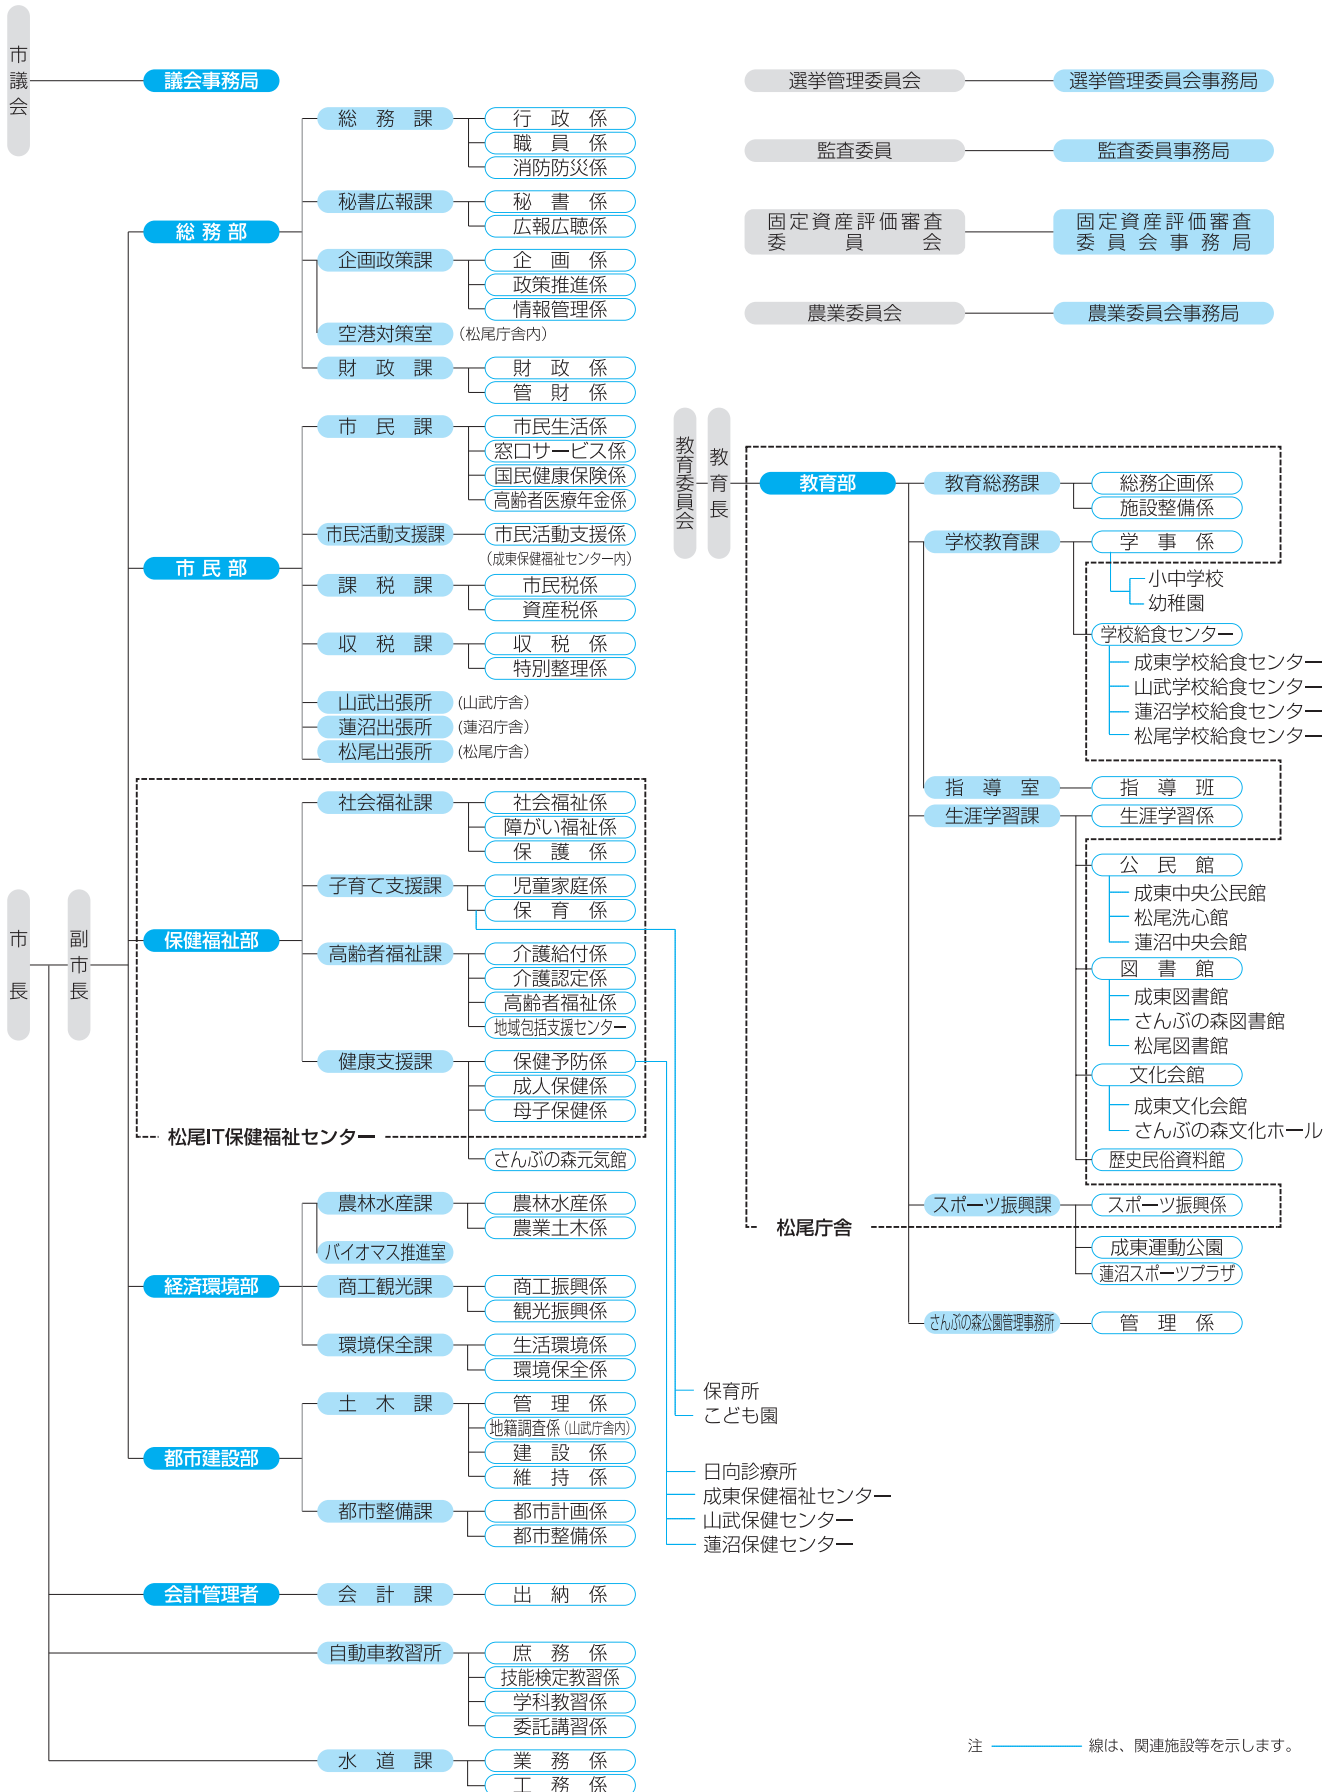 市議会
議会事務局
総務部
総務課
行政係
職員係
消防防災係
秘書広報課
秘書係
広報広聴係
企画政策課
企画係
政策推進係
情報管理係
空港対策室
(松尾庁舎内)
財政課
財政係
管財係
市民部
市民課
市民生活係
窓口サービス係
国民健康保険係
高齢者医療年金係
市民活動支援課
市民活動支援係
(成東保健福祉センター内)
課税課
市民税係
資産税係
収税課
収税係
特別整理係
山武出張所
(山武庁舎)
蓮沼出張所
(蓮沼庁舎)
松尾出張所
(松尾庁舎)
市長
副市長
保健福祉部
社会福祉課
社会福祉係
障がい福祉係
保護係
子育て支援課
児童家庭係
保育係
高齢者福祉課
介護給付係
介護認定係
高齢者福祉係
地域包括支援センター
健康支援課
保健予防係
成人保健係
母子保健係
松尾IT保健福祉センター
さんぶの森元気館
経済環境部
農林水産課
農林水産係
農業土木係
バイオマス推進室
商工観光課
商工振興係
観光振興係
環境保全課
生活環境係
環境保全係
都市建設部
土木課
管理係
地籍調査係(山武庁舎内)
建設係
維持係
都市整備課
都市計画係
都市整備係
保育所
こども園
日向診療所
成東保健福祉センター
山武保健センター
蓮沼保健センター
会計管理者
会計課
出納係
自動車教習所
庶務係
技能検定教習係
学科教習係
委託講習係
水道課
業務係
工務係
選挙管理委員会
選挙管理委員会事務局
監査委員
監査委員事務局
固定資産評価審査
委員会
固定資産評価審査
委員会事務局
農業委員会
農業委員会事務局
教育委員会
教育長
教育部
教育総務課
総務企画係
施設整備係
学校教育課
学事係
小中学校
幼稚園
学校給食センター
成東学校給食センター
山武学校給食センター
蓮沼学校給食センター
松尾学校給食センター
指導室
指導班
生涯学習課
生涯学習係
公民館
成東中央公民館
松尾洗心館
蓮沼中央会館
図書館
成東図書館
さんぶの森図書館
松尾図書館
文化会館
成東文化会館
さんぶの森文化ホール
歴史民俗資料館
スポーツ振興課
スポーツ振興係
松尾庁舎
成東運動公園
蓮沼スポーツプラザ
さんぶの森公園管理事務所
管理係
注 線は、関連施設等を示します。